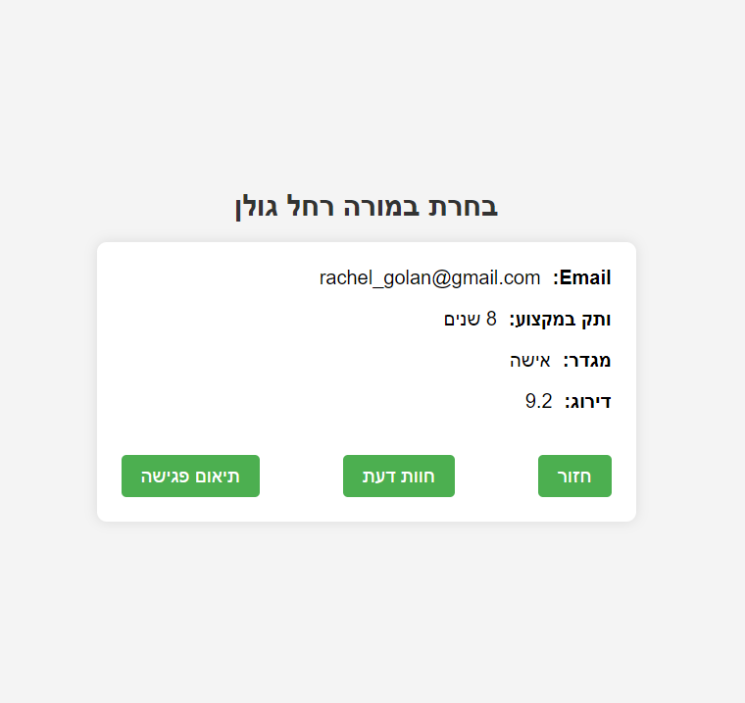 בחרת במורה רחל גולן
Email: rachel_golan@gmail.com
ותק במקצוע: 8 שנים
מגדר: אישה
דירוג: 9.2
חזור
חוות דעת
תיאום פגישה